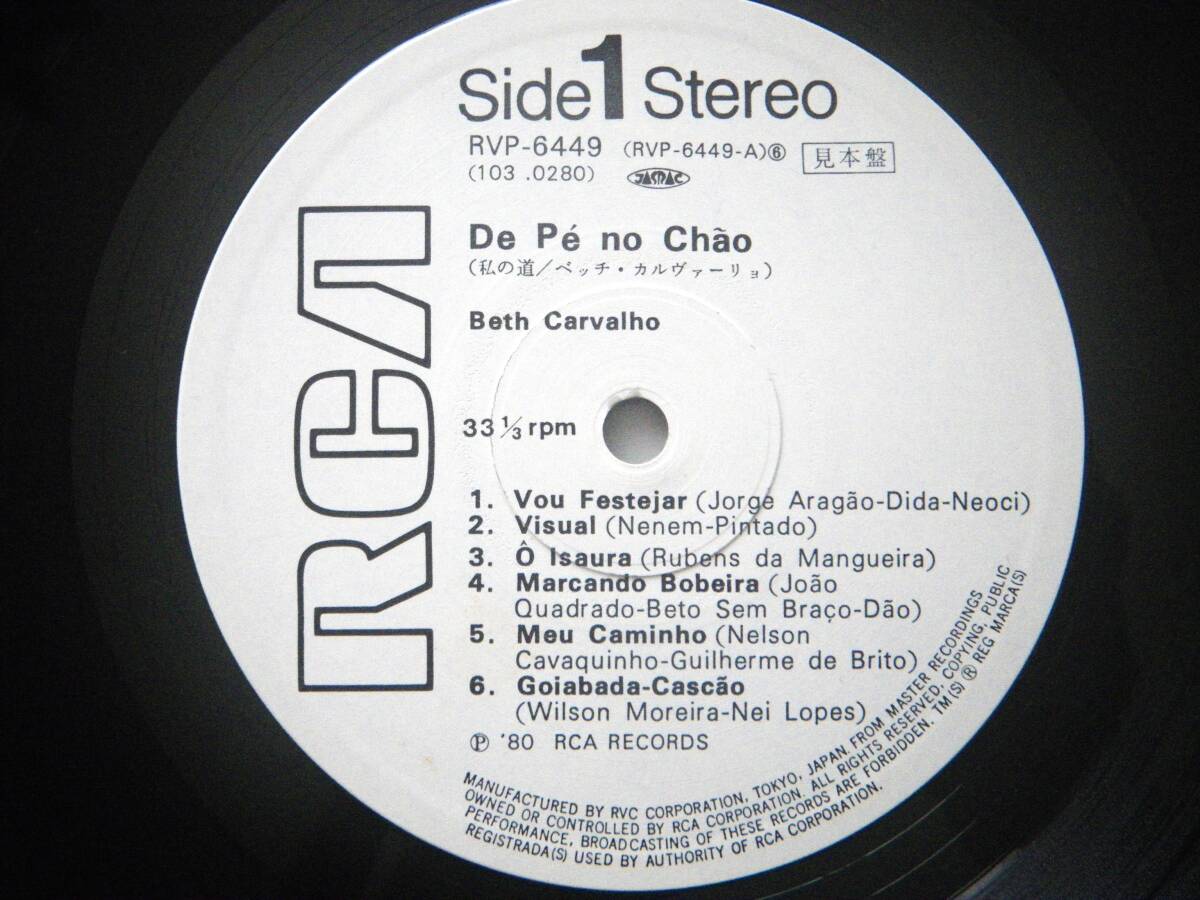 Side 1 Stereo
RVP-6449 (RVP-6449-A)⑥ 見本盤
(103 .0280) JASRAC
De Pé no Chão
(私の道/ベッチ・カルヴァーリョ)
Beth Carvalho
33 1/3 rpm
RCA
1. Vou Festejar (Jorge Aragão-Dida-Neoci)
2. Visual (Nenem-Pintado)
3. Ô Isaura (Rubens da Mangueira)
4. Marcando Bobeira (João
Quadrado-Beto Sem Braço-Dão)
5. Meu Caminho (Nelson
Cavaquinho-Guilherme de Brito)
6. Goiabada-Cascão
(Wilson Moreira-Nei Lopes)
℗ '80 RCA RECORDS
MANUFACTURED BY RVC CORPORATION, TOKYO, JAPAN. FROM MASTER RECORDINGS
OWNED OR CONTROLLED BY RCA CORPORATION. ALL RIGHTS RESERVED, COPYING, PUBLIC
PERFORMANCE, BROADCASTING OF THESE RECORDS ARE FORBIDDEN. TM(S) ® REG MARCA(S)
REGISTRADA(S) USED BY AUTHORITY OF RCA CORPORATION.